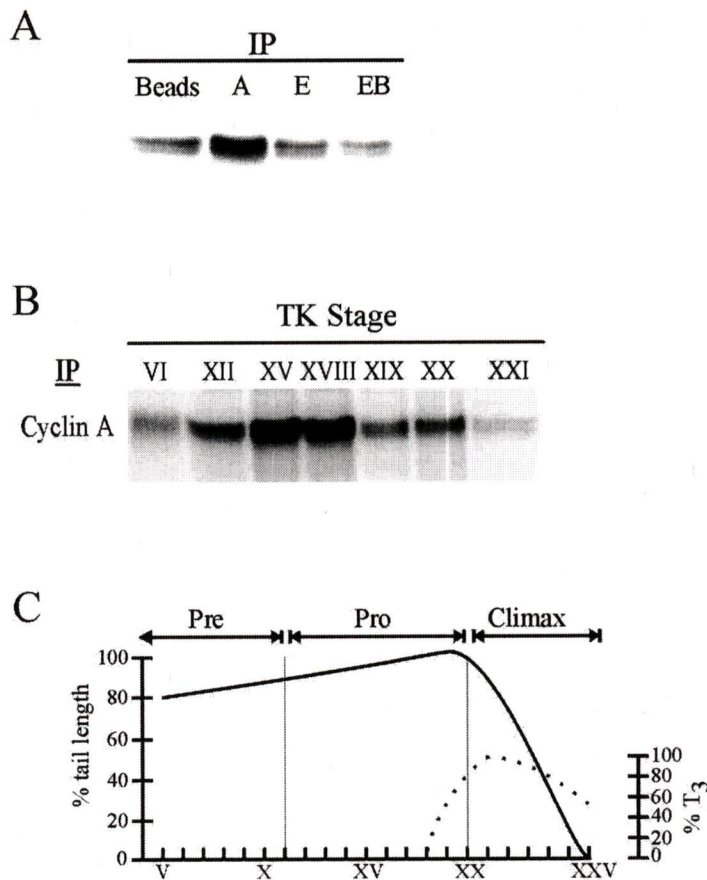 A
IP
Beads A E EB
B
TK Stage
IP VI XII XV XVIII XIX XX XXI
Cyclin A
C
Pre Pro Climax
% tail length
100
80
60
40
20
0
V X XV XX XXV
100
80
60
40
20
0
% T3